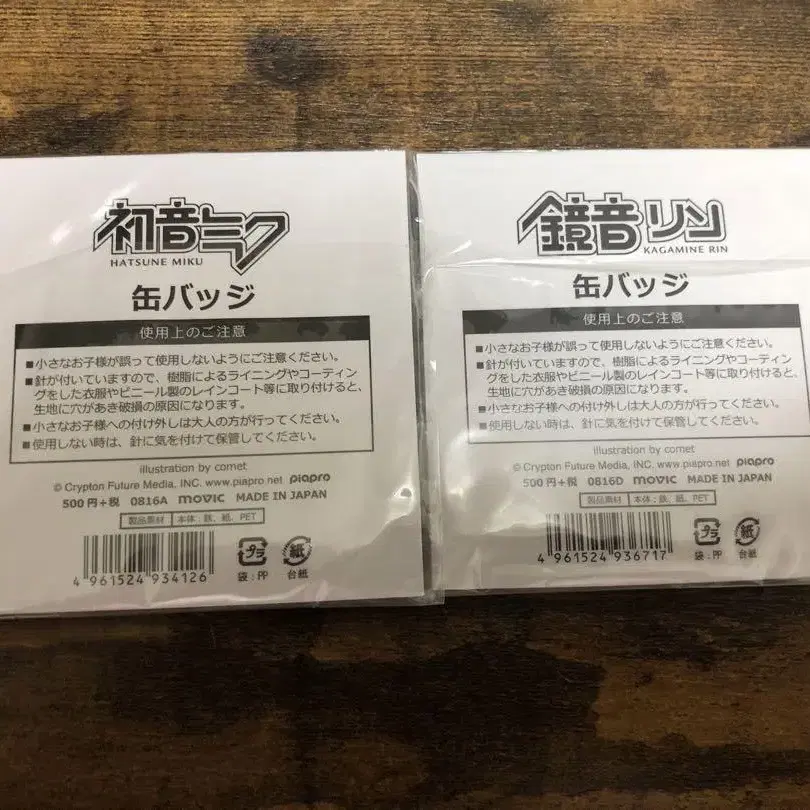 初音ミク
HATSUNE MIKU
缶バッジ
使用上のご注意
■小さなお子様が誤って使用しないようにご注意ください。
■針が付いていますので、樹脂によるライニングやコーティン
グをした衣服やビニール製のレインコート等に取り付けると、
生地に穴があき破損の原因になります。
■小さなお子様への付け外しは大人の方が行ってください。
■使用しない時は、針に気を付けて保管してください。
illustration by comet
© Crypton Future Media, INC. www.piapro.net piapro
500円+税 0816A movic MADE IN JAPAN
製品素材 本体:鉄、紙、PET
4 961524 934126
プラ
袋:PP
紙
台紙
鏡音リン
KAGAMINE RIN
缶バッジ
使用上のご注意
■小さなお子様が誤って使用しないようにご注意ください。
■針が付いていますので、樹脂によるライニングやコーティン
グをした衣服やビニール製のレインコート等に取り付けると、
生地に穴があき破損の原因になります。
■小さなお子様への付け外しは大人の方が行ってください。
■使用しない時は、針に気を付けて保管してください。
illustration by comet
© Crypton Future Media, INC. www.piapro.net piapro
500円+税 0816D movic MADE IN JAPAN
製品素材 本体:鉄、紙、PET
4 961524 936717
プラ
袋:PP
紙
台紙